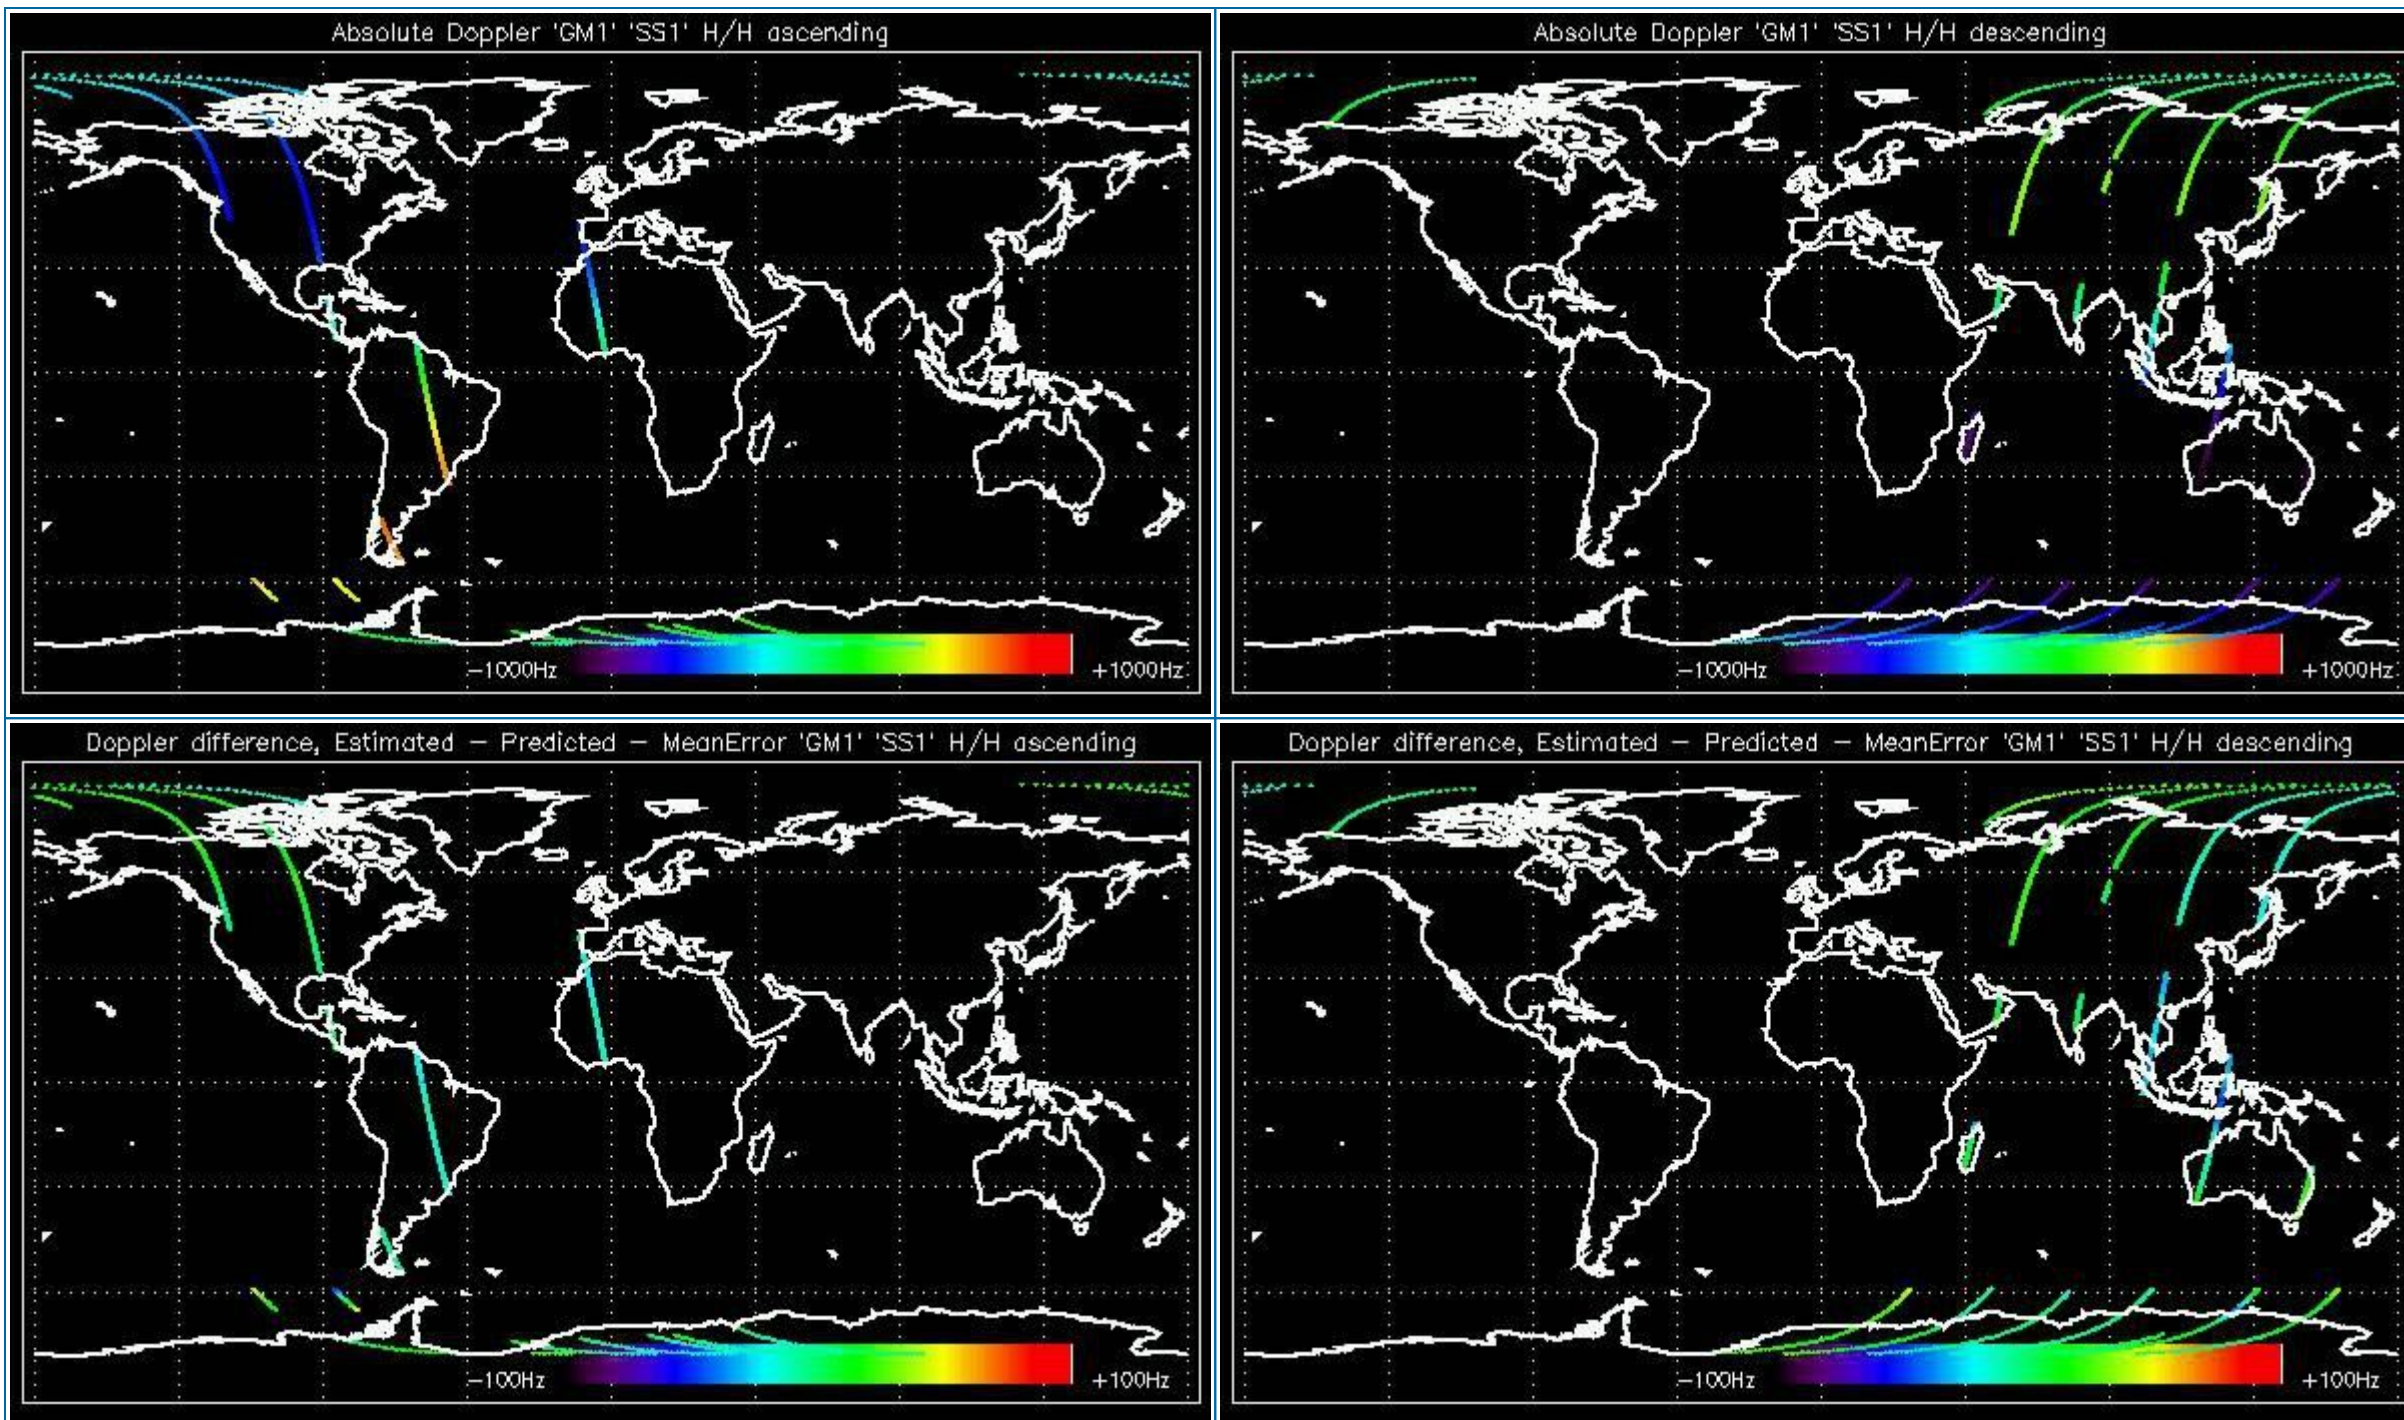 Absolute Doppler 'GM1' 'SS1' H/H ascending
-1000Hz
+1000Hz
Absolute Doppler 'GM1' 'SS1' H/H descending
-1000Hz
+1000Hz
Doppler difference, Estimated - Predicted - MeanError 'GM1' 'SS1' H/H ascending
-100Hz
+100Hz
Doppler difference, Estimated - Predicted - MeanError 'GM1' 'SS1' H/H descending
-100Hz
+100Hz